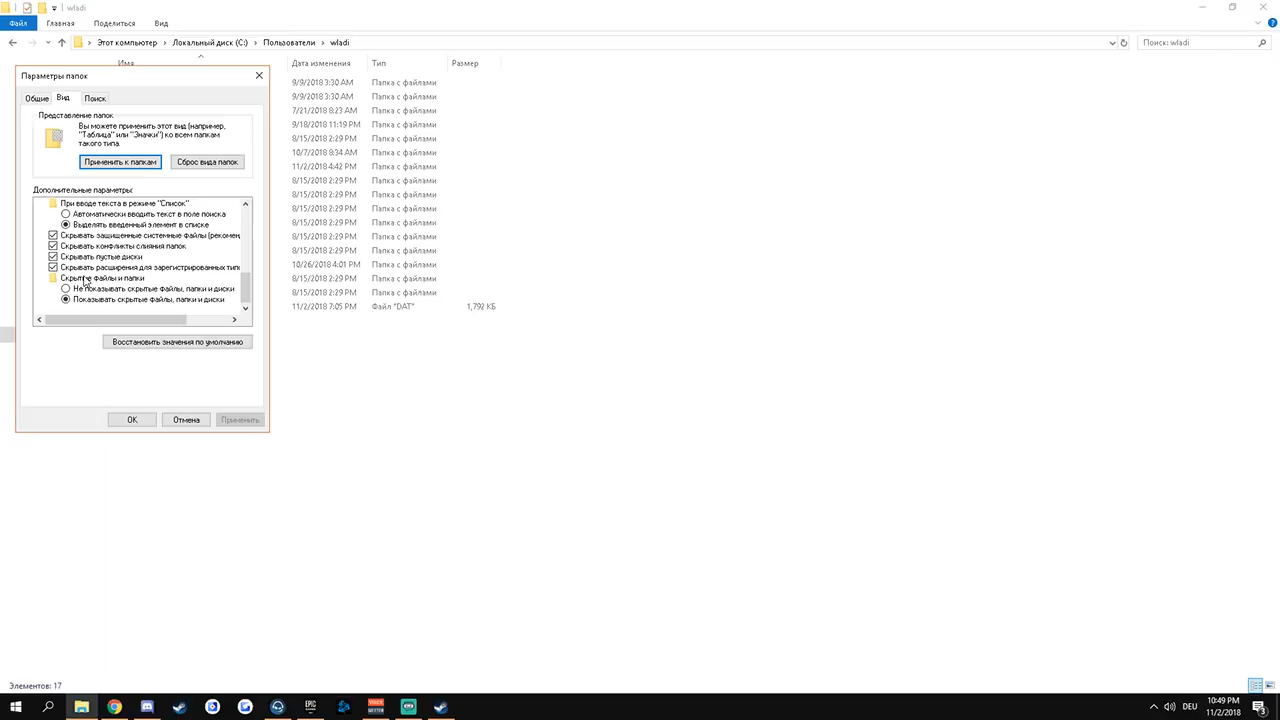 wladi
Файл Главная Поделиться Вид
Этот компьютер Локальный диск (C:) Пользователи wladi
Поиск: wladi
Имя Дата изменения Тип Размер
Параметры папок
Общие Вид Поиск
Представление папок
Вы можете применить этот вид (например,
"Таблица" или "Значки") ко всем папкам
такого типа.
Применить к папкам Сброс вида папок
Дополнительные параметры:
При вводе текста в режиме "Список"
Автоматически вводить текст в поле поиска
Выделять введенный элемент в списке
Скрывать защищенные системные файлы (рекомен
Скрывать конфликты слияния папок
Скрывать пустые диски
Скрывать расширения для зарегистрированных типо
Скрытые файлы и папки
Не показывать скрытые файлы, папки и диски
Показывать скрытые файлы, папки и диски
Восстановить значения по умолчанию
OK Отмена Применить
9/9/2018 3:30 AM Папка с файлами
9/9/2018 3:30 AM Папка с файлами
7/21/2018 8:23 AM Папка с файлами
9/18/2018 11:19 PM Папка с файлами
8/15/2018 2:29 PM Папка с файлами
10/7/2018 8:34 AM Папка с файлами
11/2/2018 4:42 PM Папка с файлами
8/15/2018 2:29 PM Папка с файлами
8/15/2018 2:29 PM Папка с файлами
8/15/2018 2:29 PM Папка с файлами
8/15/2018 2:29 PM Папка с файлами
8/15/2018 2:29 PM Папка с файлами
8/15/2018 2:29 PM Папка с файлами
10/26/2018 4:01 PM Папка с файлами
8/15/2018 2:29 PM Папка с файлами
8/15/2018 2:29 PM Папка с файлами
11/2/2018 7:05 PM Файл "DAT" 1,792 КБ
Элементов: 17
EPIC
DEU
10:49 PM
11/2/2018
3